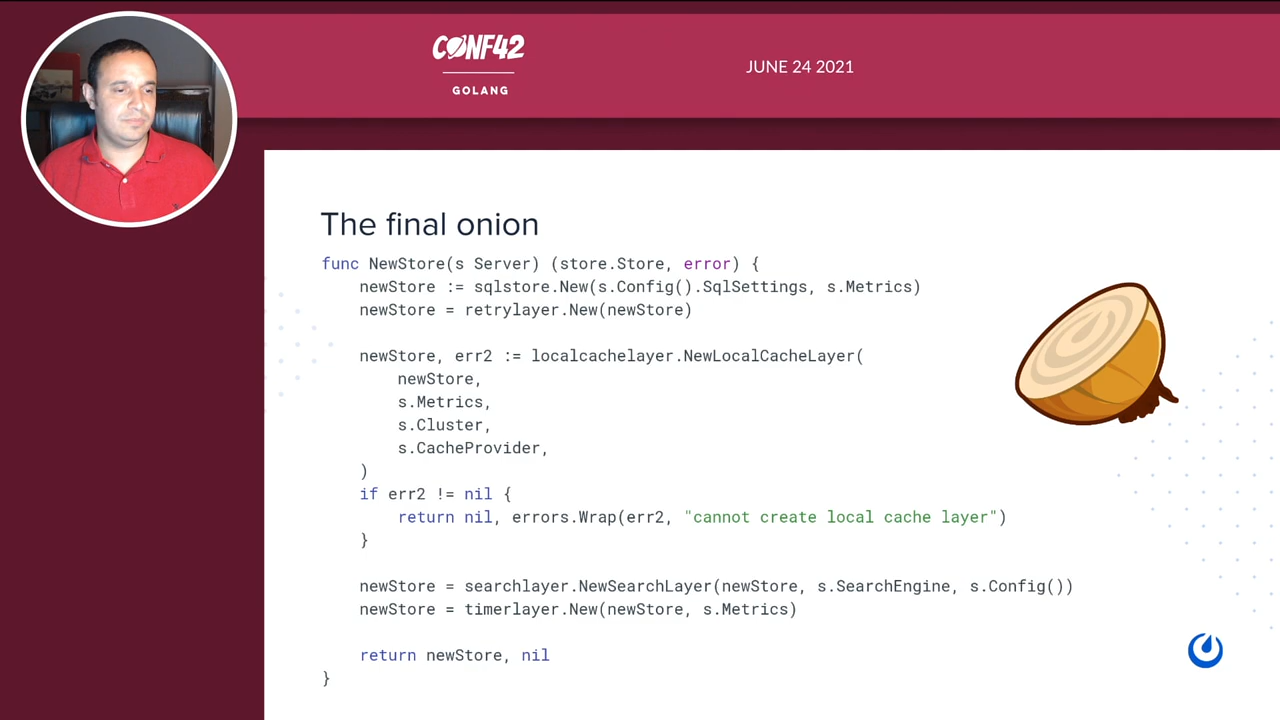 CONF42
GOLANG
JUNE 24 2021
The final onion
func NewStore(s Server) (store.Store, error) {
    newStore := sqlstore.New(s.Config().SqlSettings, s.Metrics)
    newStore = retrylayer.New(newStore)

    newStore, err2 := localcachelayer.NewLocalCacheLayer(
        newStore,
        s.Metrics,
        s.Cluster,
        s.CacheProvider,
    )
    if err2 != nil {
        return nil, errors.Wrap(err2, "cannot create local cache layer")
    }

    newStore = searchlayer.NewSearchLayer(newStore, s.SearchEngine, s.Config())
    newStore = timerlayer.New(newStore, s.Metrics)

    return newStore, nil
}